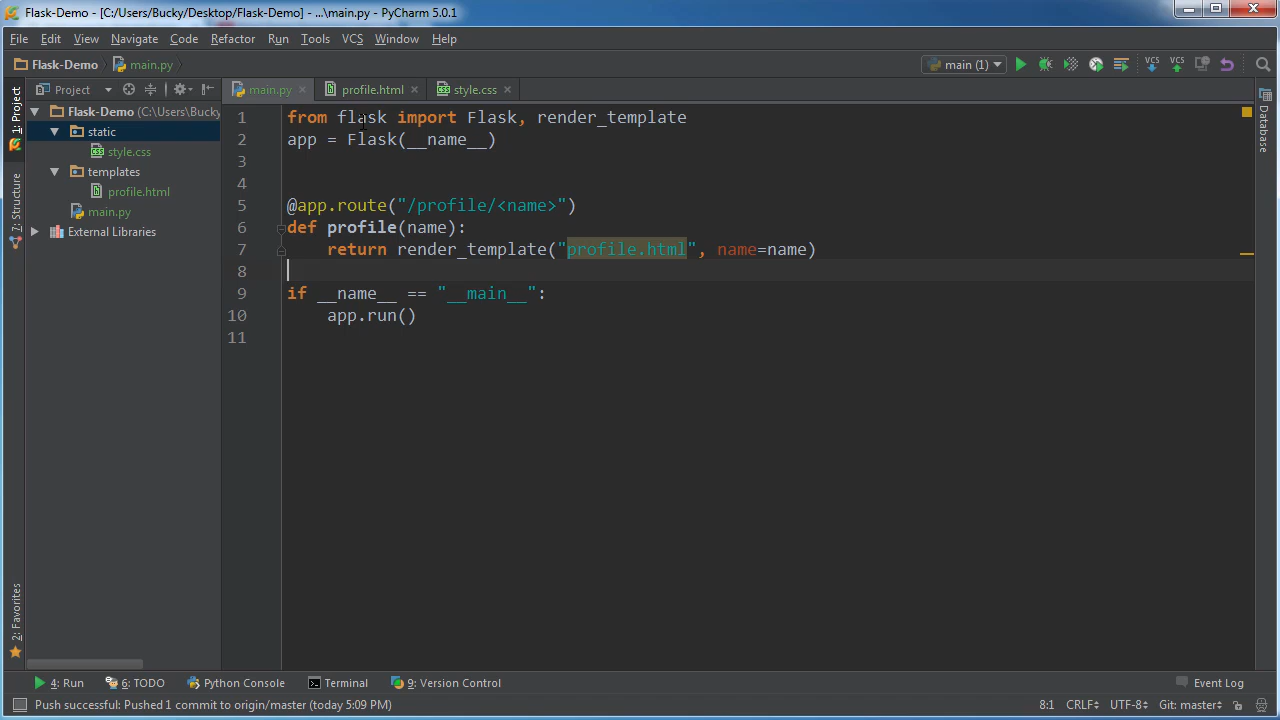 Flask-Demo - [C:/Users/Bucky/Desktop/Flask-Demo] - ...\main.py - PyCharm 5.0.1
File Edit View Navigate Code Refactor Run Tools VCS Window Help
Flask-Demo main.py main (1) VCS VCS
Project main.py profile.html style.css
1: Project
7: Structure
2: Favorites
Database
Flask-Demo (C:\Users\Bucky
static
style.css
templates
profile.html
main.py
External Libraries
1 from flask import Flask, render_template
2 app = Flask(__name__)
3
4
5 @app.route("/profile/<name>")
6 def profile(name):
7 return render_template("profile.html", name=name)
8
9 if __name__ == "__main__":
10 app.run()
11
4: Run 6: TODO Python Console Terminal 9: Version Control Event Log
Push successful: Pushed 1 commit to origin/master (today 5:09 PM) 8:1 CRLF UTF-8 Git: master